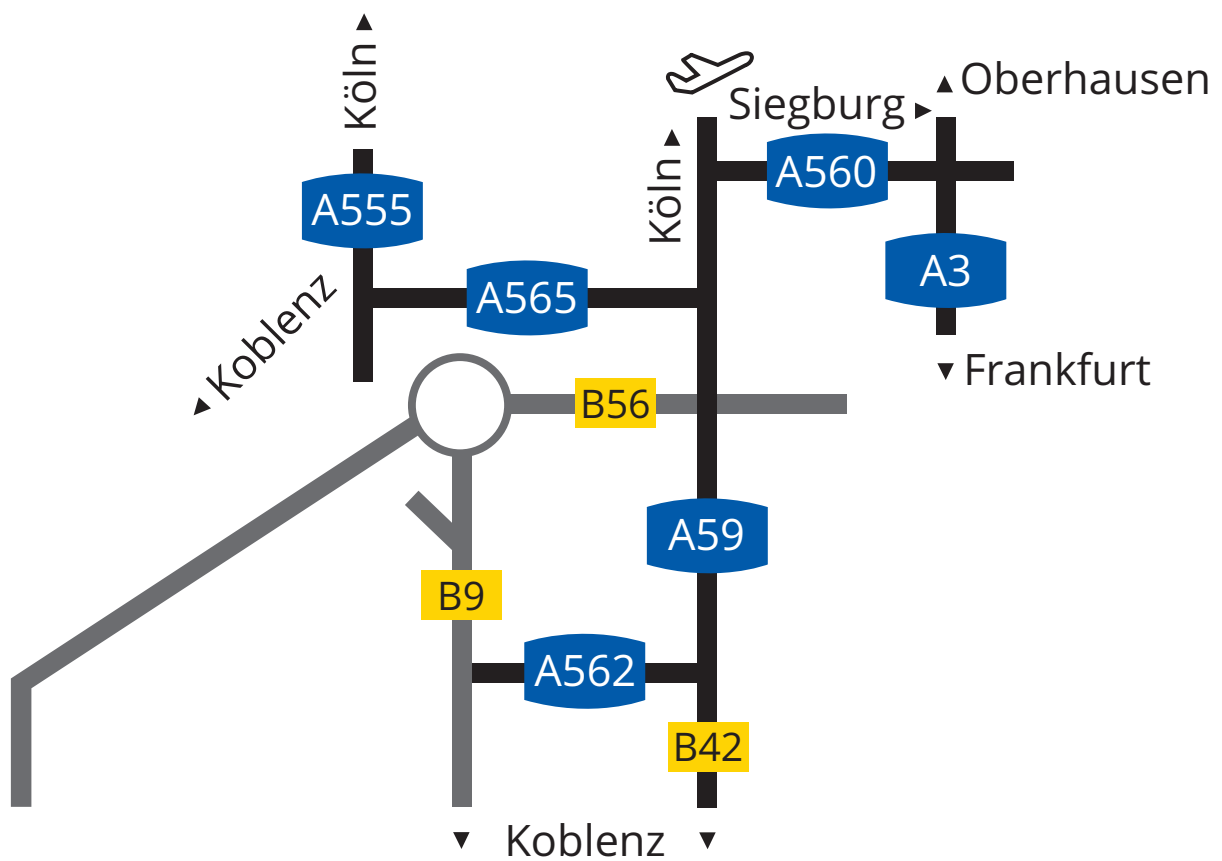 Köln
Oberhausen
Siegburg
A560
Köln
A555
A3
Koblenz
A565
Frankfurt
B56
A59
B9
A562
B42
Koblenz